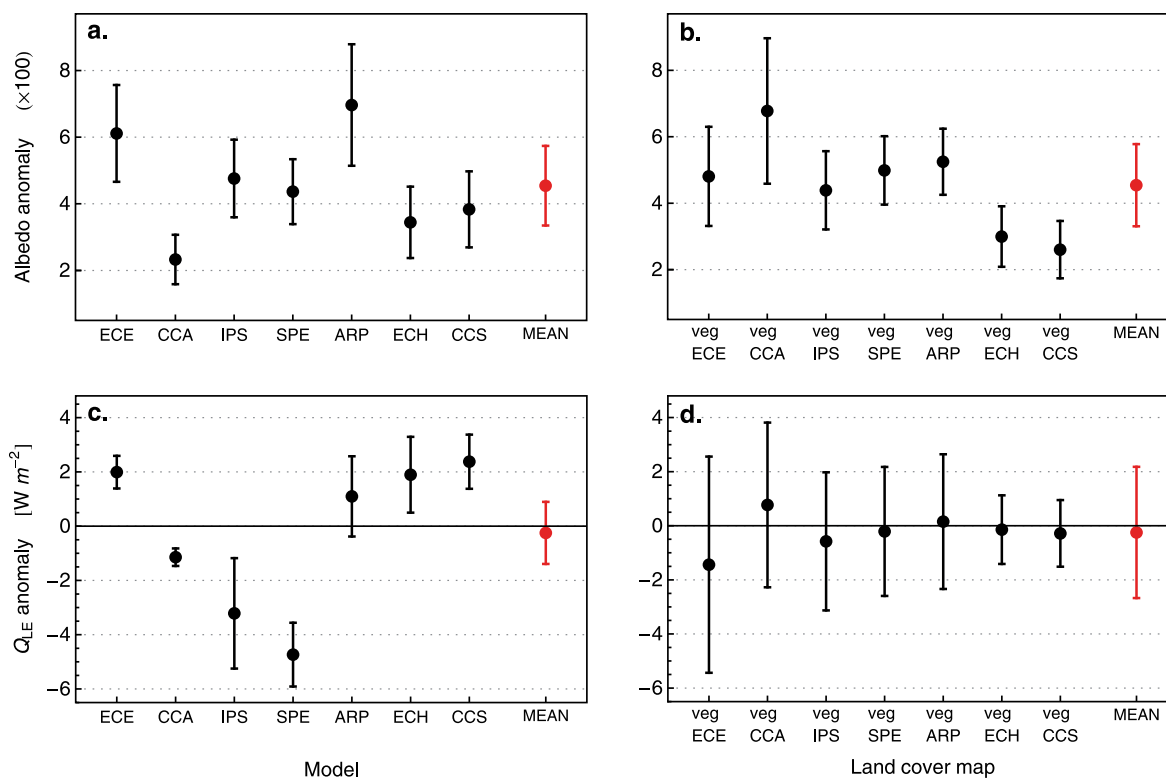 a.
Albedo anomaly (×100)
8
6
4
2
ECE CCA IPS SPE ARP ECH CCS MEAN
b.
8
6
4
2
veg veg veg veg veg veg veg MEAN
ECE CCA IPS SPE ARP ECH CCS
c.
QLE anomaly [W m−2]
4
2
0
−2
−4
−6
ECE CCA IPS SPE ARP ECH CCS MEAN
Model
d.
4
2
0
−2
−4
−6
veg veg veg veg veg veg veg MEAN
ECE CCA IPS SPE ARP ECH CCS
Land cover map